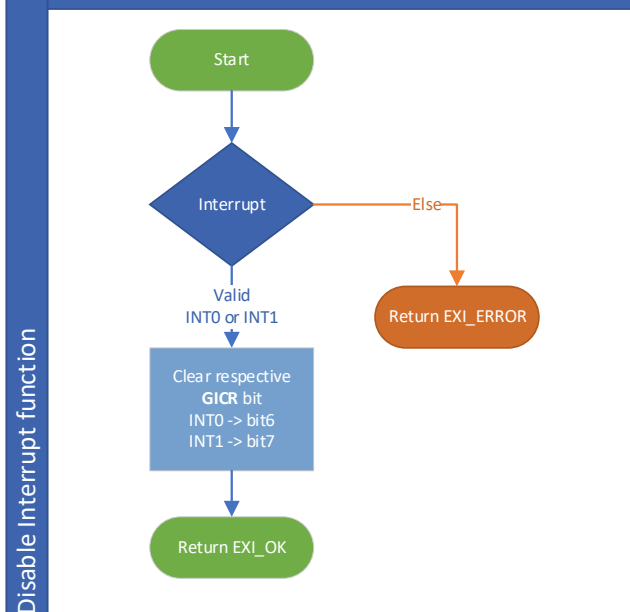 Disable Interrupt function
Start
Interrupt
Else
Valid
INT0 or INT1
Return EXI_ERROR
Clear respective
GICR bit
INT0 -> bit6
INT1 -> bit7
Return EXI_OK